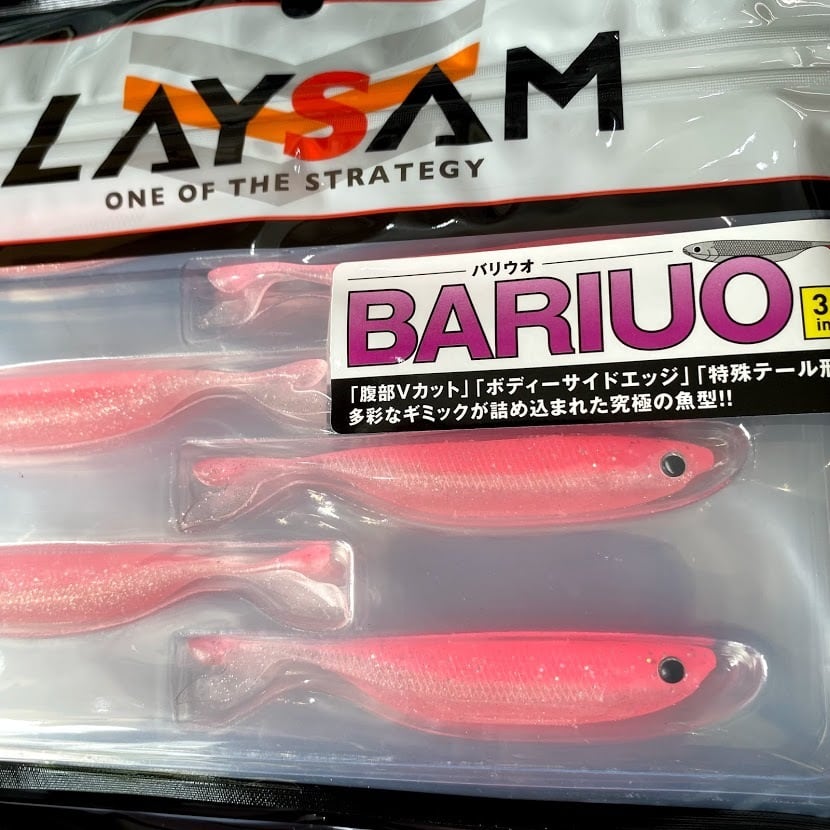 LAYSAM
ONE OF THE STRATEGY
バリウオ
BARIUO
3
in
「腹部Vカット」「ボディーサイドエッジ」「特殊テール形
多彩なギミックが詰め込まれた究極の魚型!!